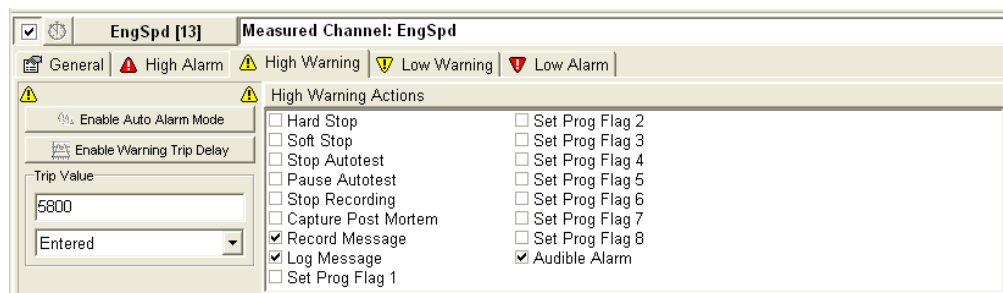 EngSpd [13] Measured Channel: EngSpd
General High Alarm High Warning Low Warning Low Alarm
High Warning Actions
Enable Auto Alarm Mode
Enable Warning Trip Delay
Trip Value
5800
Entered
Hard Stop
Soft Stop
Stop Autotest
Pause Autotest
Stop Recording
Capture Post Mortem
Record Message
Log Message
Set Prog Flag 1
Set Prog Flag 2
Set Prog Flag 3
Set Prog Flag 4
Set Prog Flag 5
Set Prog Flag 6
Set Prog Flag 7
Set Prog Flag 8
Audible Alarm